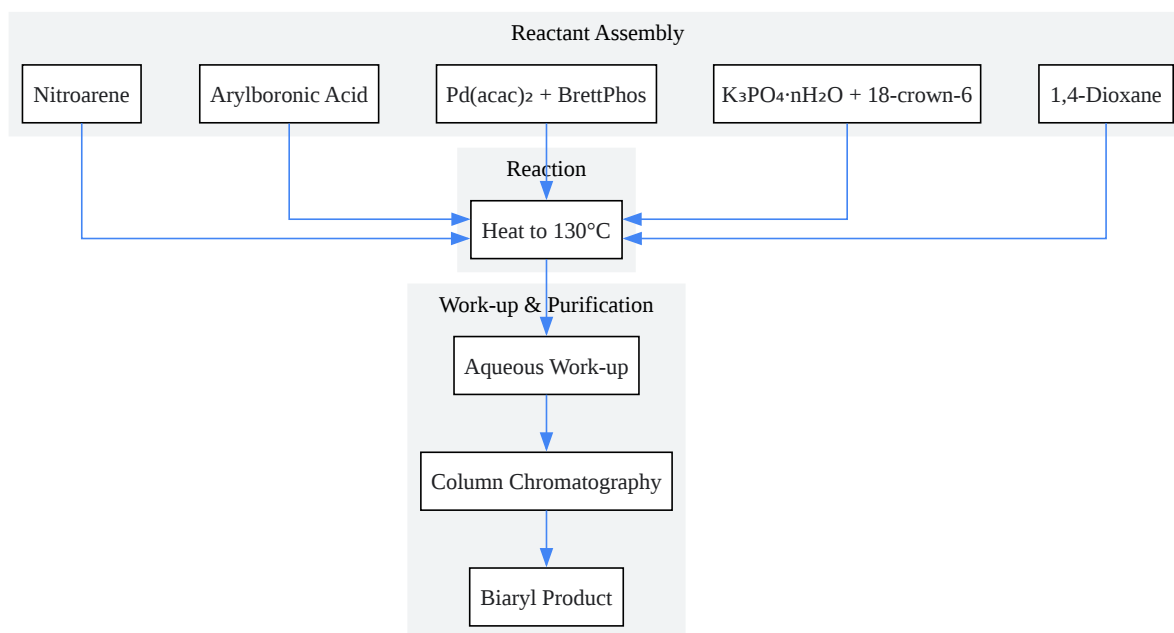 Reactant Assembly
Nitroarene
Arylboronic Acid
Pd(acac)₂ + BrettPhos
K₃PO₄·nH₂O + 18-crown-6
1,4-Dioxane
Reaction
Heat to 130°C
Work-up & Purification
Aqueous Work-up
Column Chromatography
Biaryl Product